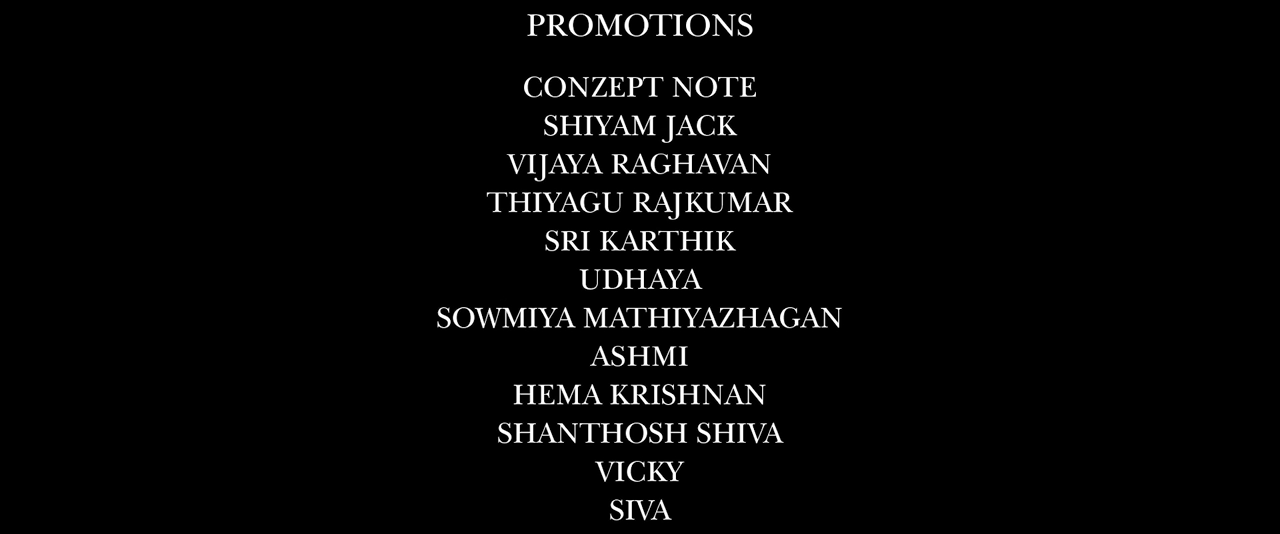 PROMOTIONS
CONZEPT NOTE
SHIYAM JACK
VIJAYA RAGHAVAN
THIYAGU RAJKUMAR
SRI KARTHIK
UDHAYA
SOWMIYA MATHIYAZHAGAN
ASHMI
HEMA KRISHNAN
SHANTHOSH SHIVA
VICKY
SIVA